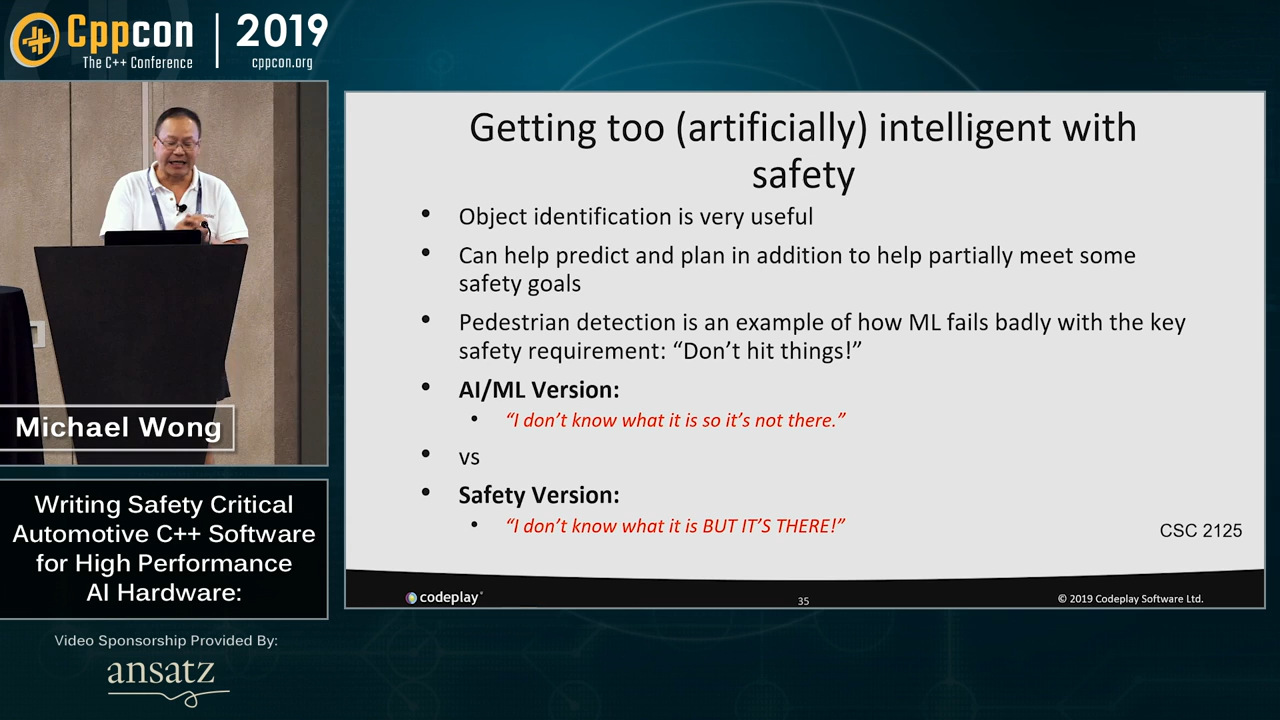 Cppcon | 2019
The C++ Conference
cppcon.org
Michael Wong
Writing Safety Critical
Automotive C++ Software
for High Performance
AI Hardware:
Video Sponsorship Provided By:
ansatz
Getting too (artificially) intelligent with
safety
• Object identification is very useful
• Can help predict and plan in addition to help partially meet some
safety goals
• Pedestrian detection is an example of how ML fails badly with the key
safety requirement: “Don’t hit things!”
• AI/ML Version:
• “I don’t know what it is so it’s not there.”
• vs
• Safety Version:
• “I don’t know what it is BUT IT’S THERE!”
CSC 2125
codeplay®
35
© 2019 Codeplay Software Ltd.